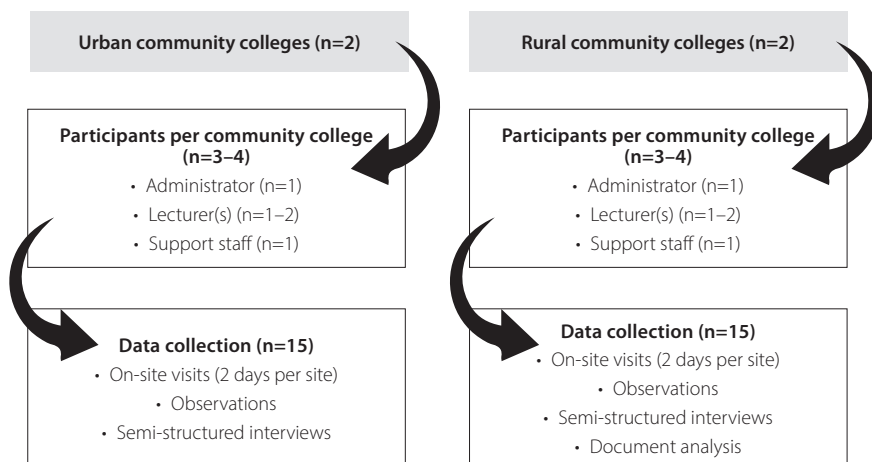 Urban community colleges (n=2)
Participants per community college
(n=3–4)
• Administrator (n=1)
• Lecturer(s) (n=1–2)
• Support staff (n=1)
Data collection (n=15)
• On-site visits (2 days per site)
• Observations
• Semi-structured interviews
Rural community colleges (n=2)
Participants per community college
(n=3–4)
• Administrator (n=1)
• Lecturer(s) (n=1–2)
• Support staff (n=1)
Data collection (n=15)
• On-site visits (2 days per site)
• Observations
• Semi-structured interviews
• Document analysis